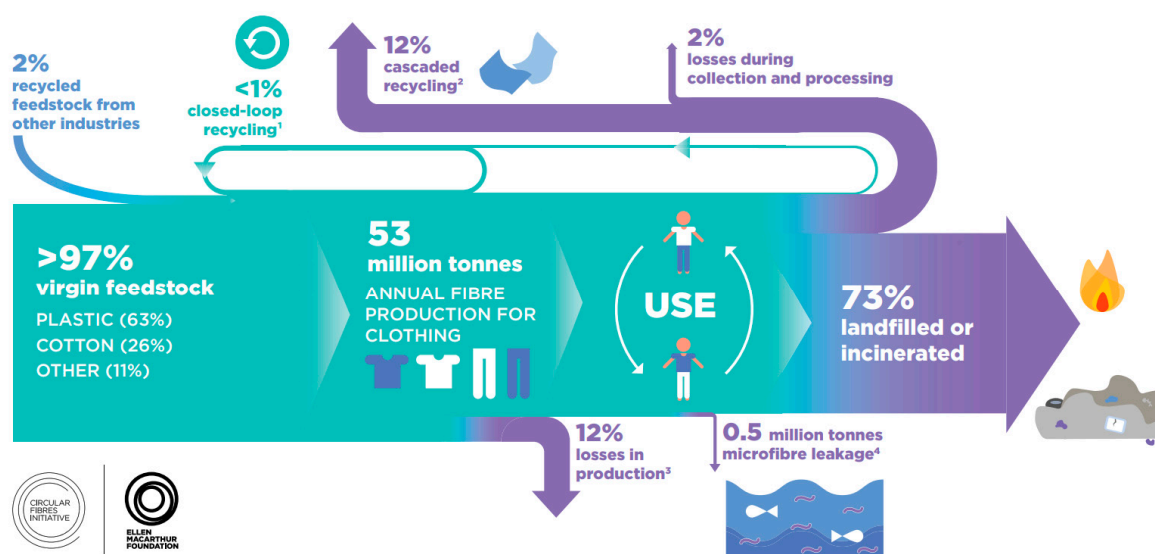 2%
recycled
feedstock from
other industries
<1%
closed-loop
recycling¹
12%
cascaded
recycling²
2%
losses during
collection and processing
>97%
virgin feedstock
PLASTIC (63%)
COTTON (26%)
OTHER (11%)
53
million tonnes
ANNUAL FIBRE
PRODUCTION FOR
CLOTHING
USE
73%
landfilled or
incinerated
12%
losses in
production³
0.5 million tonnes
microfibre leakage⁴
CIRCULAR
FIBRES
INITIATIVE
ELLEN
MACARTHUR
FOUNDATION